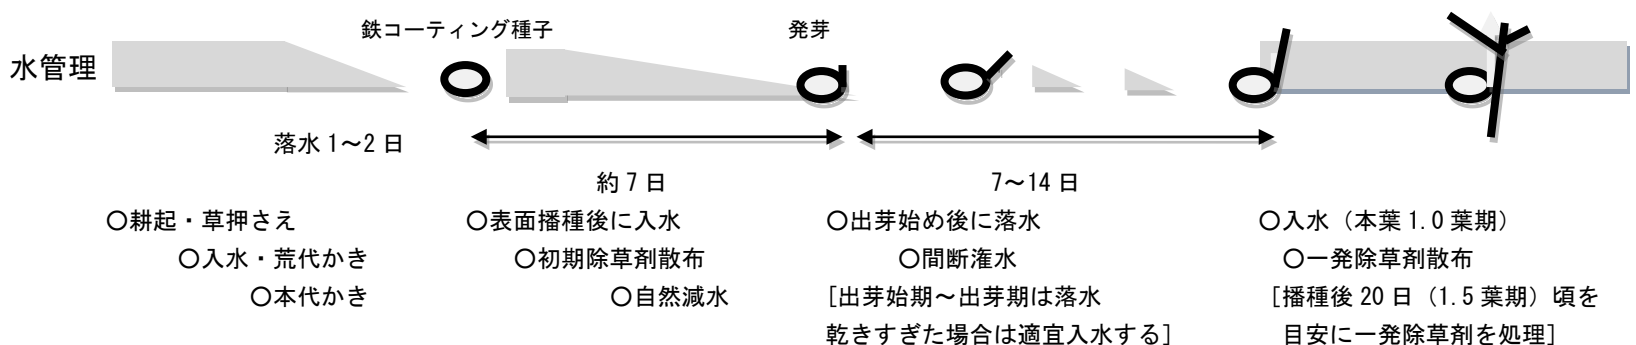 鉄コーティング種子
発芽
水管理
落水 1～2 日
約 7 日
7～14 日
○耕起・草押さえ
○入水・荒代かき
○本代かき
○表面播種後に入水
○初期除草剤散布
○自然減水
○出芽始め後に落水
○間断潅水
[出芽始期～出芽期は落水
乾きすぎた場合は適宜入水する]
○入水（本葉 1.0 葉期）
○一発除草剤散布
[播種後 20 日（1.5 葉期）頃を
目安に一発除草剤を処理]